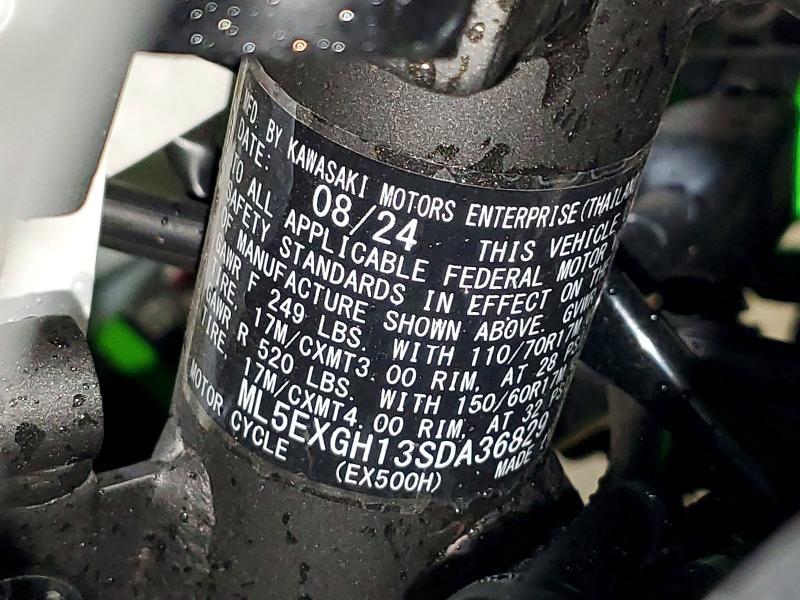 MFD. BY KAWASAKI MOTORS ENTERPRISE (THAILAND
DATE: 08/24 THIS VEHICLE
TO ALL APPLICABLE FEDERAL MOTOR
SAFETY STANDARDS IN EFFECT ON
OF MANUFACTURE SHOWN ABOVE. GVWR
GAWR F 249 LBS. WITH 110/70R17M
TIRE, 17M/CXMT3.00 RIM, AT 28
GAWR R 520 LBS. WITH 150/60R17M
TIRE, 17M/CXMT4.00 RIM, AT 32
ML5EXGH13SDA36829
MOTOR CYCLE (EX500H) MADE